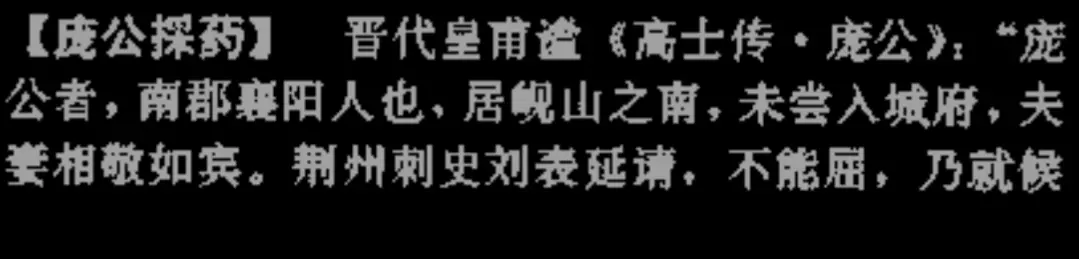 【庞公採药】 晋代皇甫谧《高士传·庞公》：“庞
公者，南郡襄阳人也，居岘山之南，未尝入城府，夫
妻相敬如宾。荆州刺史刘表延请，不能屈，乃就候